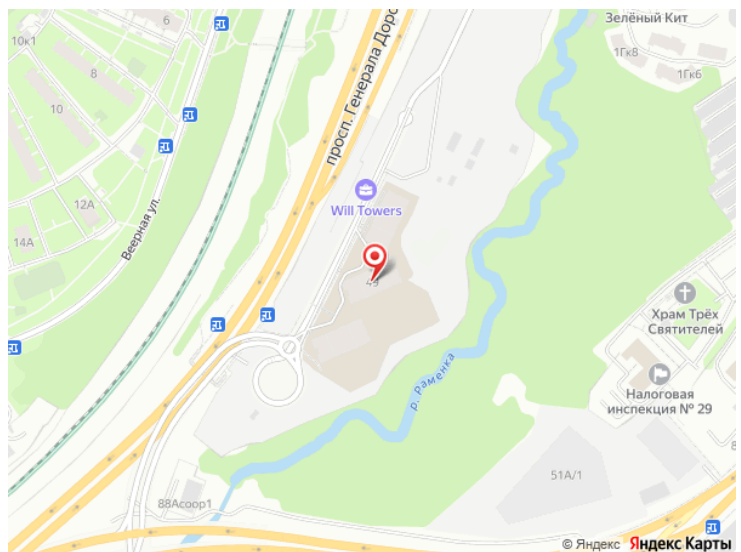 Зелёный Кит
10к1
6
8
1Гк8
1Гк6
10
просп. Генерала Доро
12А
14А
Веерная ул.
Will Towers
Храм Трёх
Святителей
р. Раменка
Налоговая
инспекция № 29
51А/1
88Асоор1
© Яндекс Яндекс Карты